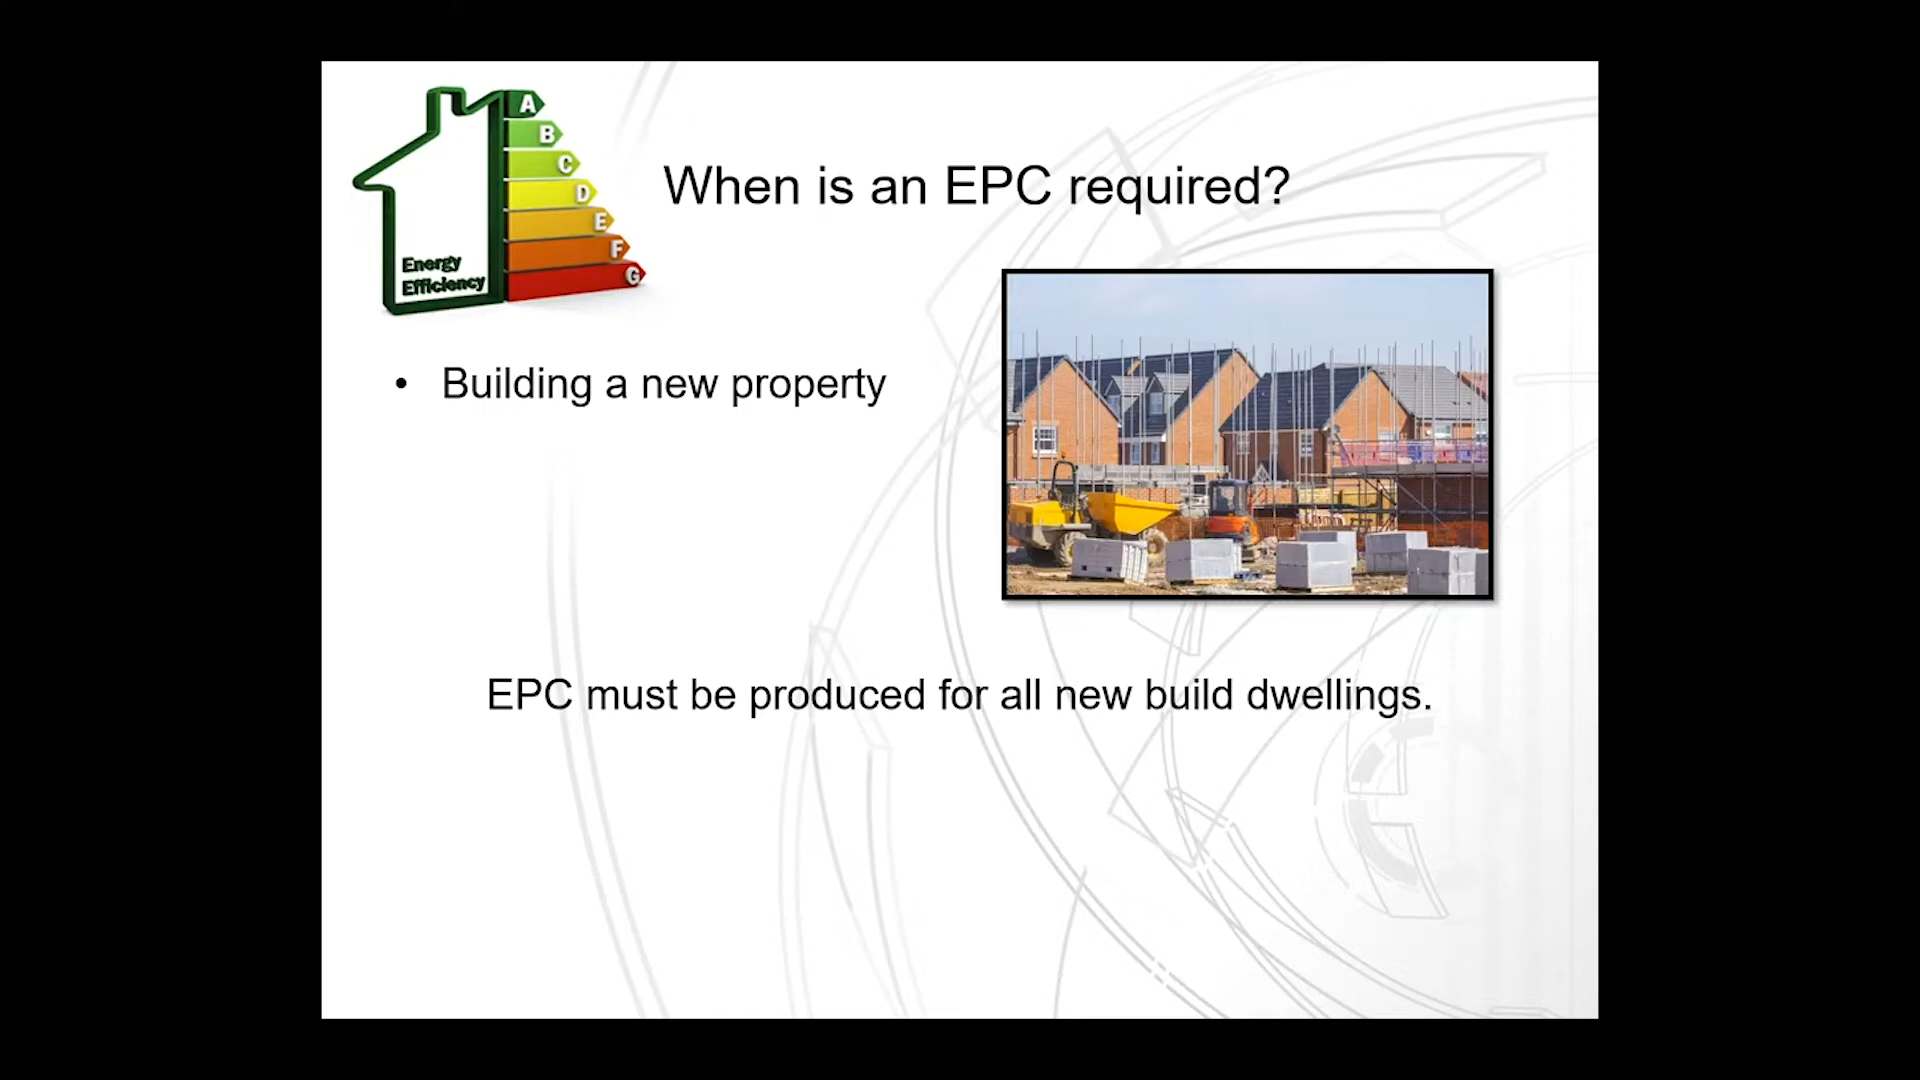 A
B
C
D
E
F
G
Energy
Efficiency
When is an EPC required?
• Building a new property
EPC must be produced for all new build dwellings.